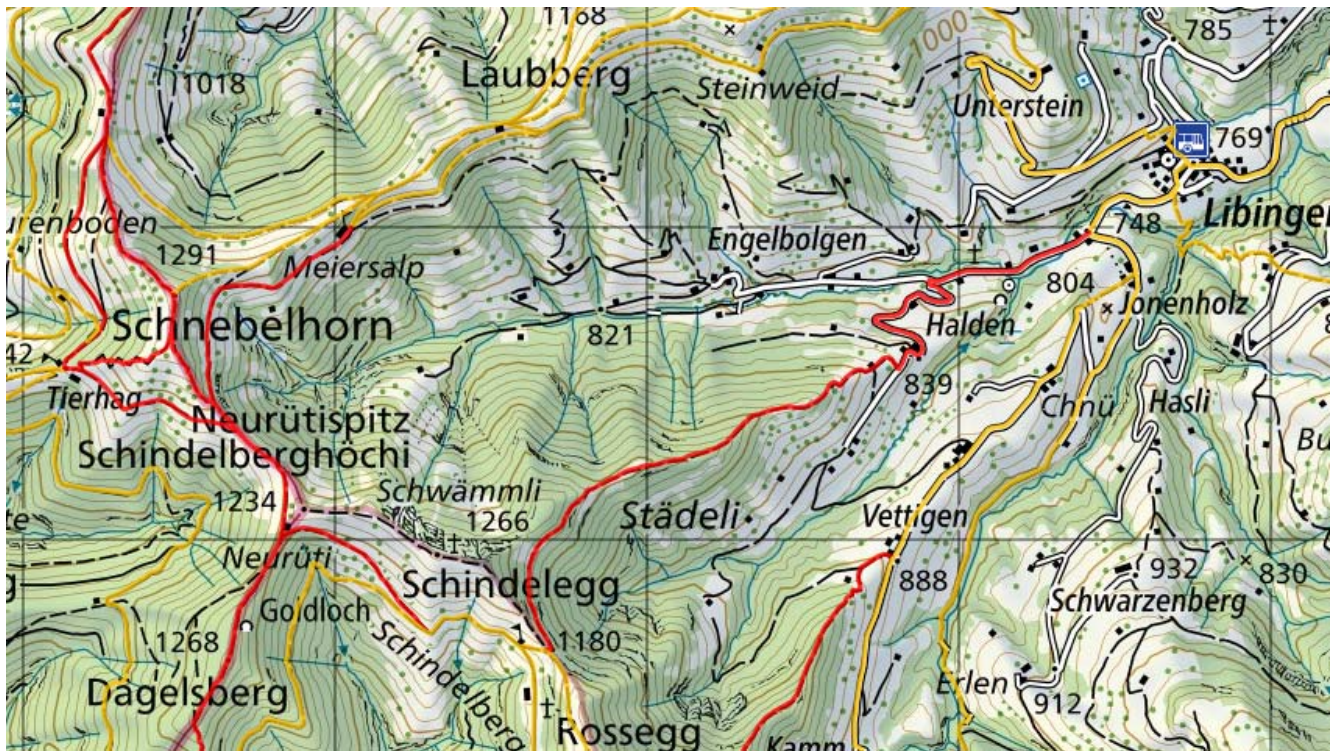 1168
785
1000
1018
Laubberg
Steinweid
Unterstein
769
urenboden
748
Libingen
1291
Engelbolgen
Meiersalp
804
Jonenholz
Schnebelhorn
Halden
821
42
839
Tierhag
Chnü
Hasli
Neurütispitz
Bu
Schindelberghöchi
1234
Schwämmli
1266
Städeli
Vettigen
Neurüti
888
932
830
g
Schindelegg
Goldloch
Schwarzenberg
1268
Schindelberg
1180
Dägelsberg
Erlen
912
Rossegg
Kamm